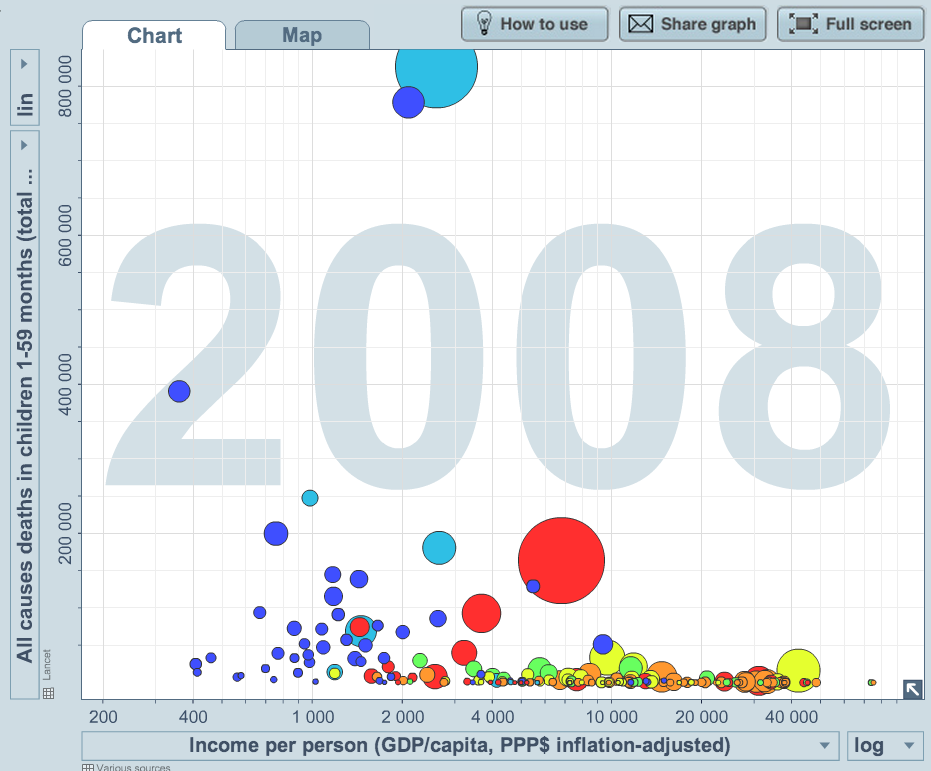 Chart
Map
How to use
Share graph
Full screen
lin
All causes deaths in children 1-59 months (total ...
Lancet
800 000
600 000
400 000
200 000
2008
200
400
1 000
2 000
4 000
10 000
20 000
40 000
Income per person (GDP/capita, PPP$ inflation-adjusted)
log
Various sources